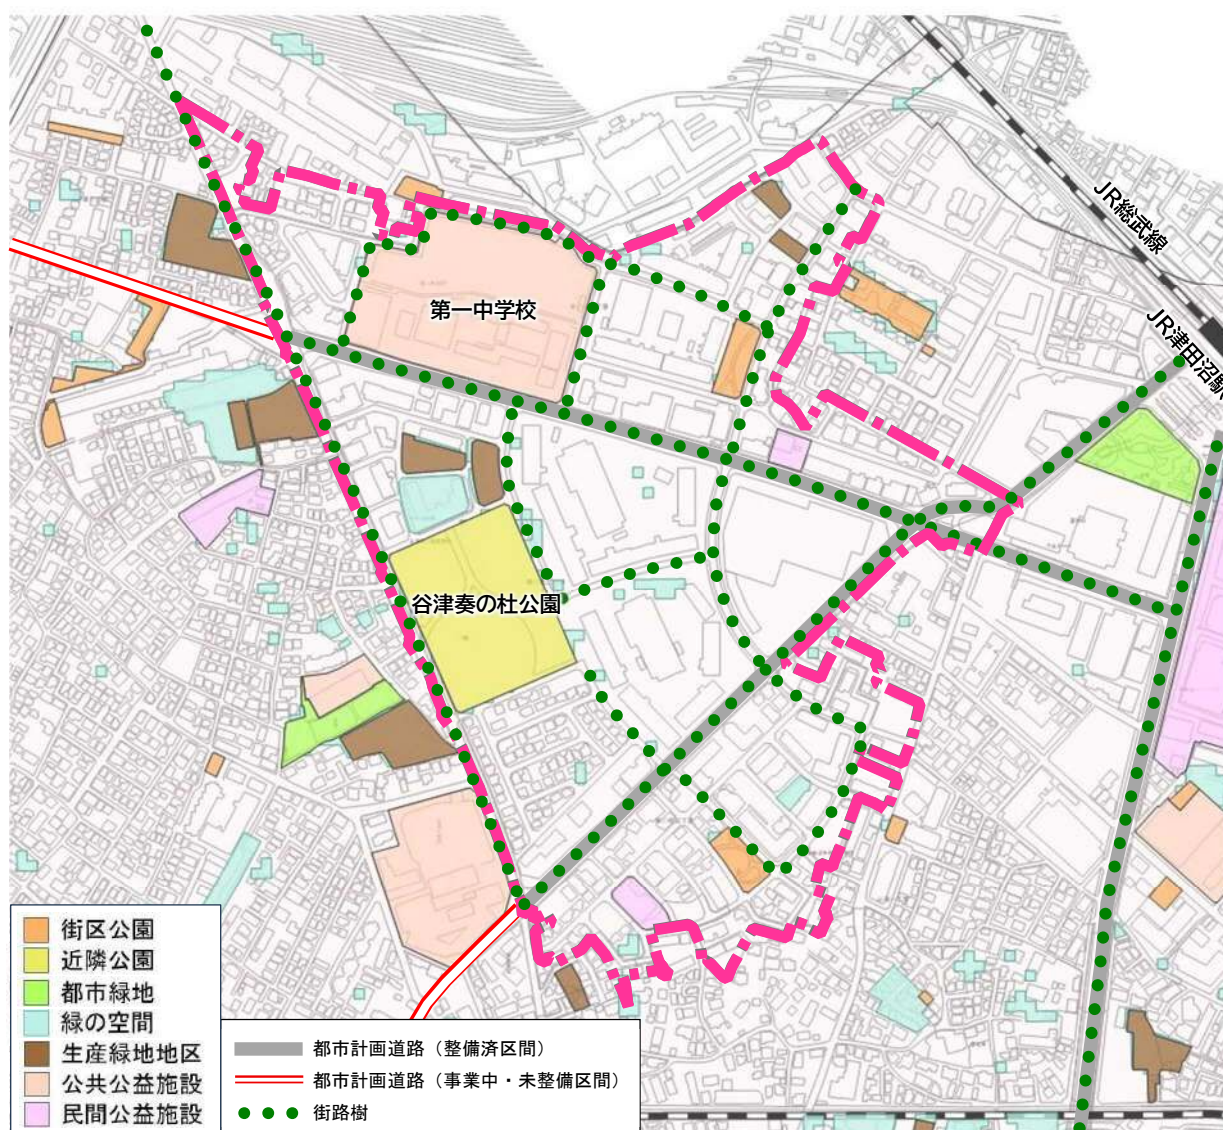 JR総武線
JR津田沼駅
第一中学校
谷津奏の杜公園
街区公園
近隣公園
都市緑地
緑の空間
生産緑地地区
公共公益施設
民間公益施設
都市計画道路（整備済区間）
都市計画道路（事業中・未整備区間）
街路樹